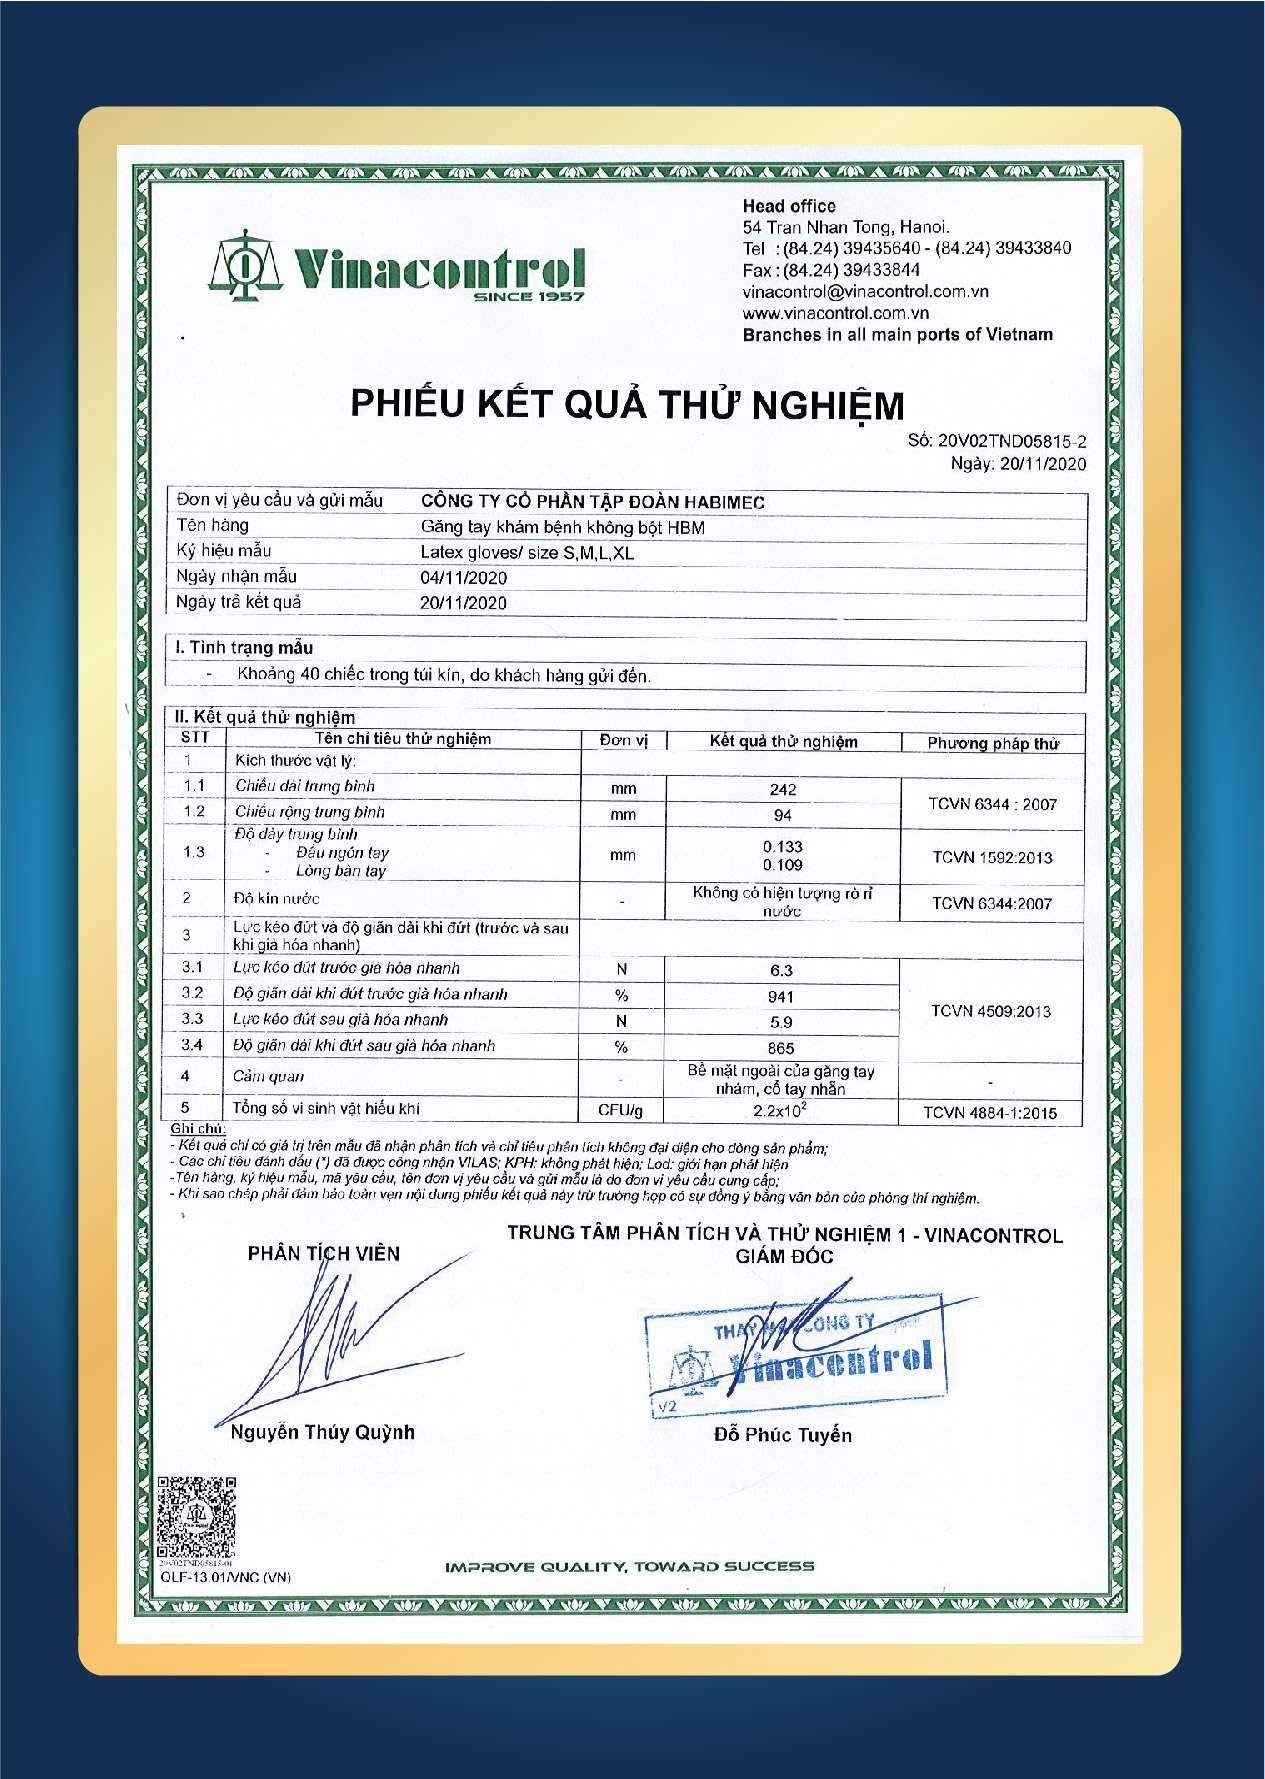 Head office
54 Tran Nhan Tong, Hanoi.
Tel : (84.24) 39435640 - (84.24) 39433840
Fax : (84.24) 39433844
vinacontrol@vinacontrol.com.vn
www.vinacontrol.com.vn
Branches in all main ports of Vietnam
Vinacontrol
SINCE 1957
PHIẾU KẾT QUẢ THỬ NGHIỆM
Số: 20V02TND05815-2
Ngày: 20/11/2020
Đơn vị yêu cầu và gửi mẫu CÔNG TY CỔ PHẦN TẬP ĐOÀN HABIMEC
Tên hàng Găng tay khám bệnh không bột HBM
Ký hiệu mẫu Latex gloves/ size S,M,L,XL
Ngày nhận mẫu 04/11/2020
Ngày trả kết quả 20/11/2020
I. Tình trạng mẫu
- Khoảng 40 chiếc trong túi kín, do khách hàng gửi đến.
II. Kết quả thử nghiệm
STT Tên chỉ tiêu thử nghiệm Đơn vị Kết quả thử nghiệm Phương pháp thử
1 Kích thước vật lý:
1.1 Chiều dài trung bình mm 242 TCVN 6344 : 2007
1.2 Chiều rộng trung bình mm 94
1.3 Độ dày trung bình mm TCVN 1592:2013
- Đầu ngón tay 0.133
- Lòng bàn tay 0.109
2 Độ kín nước - Không có hiện tượng rò rỉ TCVN 6344:2007
nước
3 Lực kéo đứt và độ giãn dài khi đứt (trước và sau
khi già hóa nhanh)
3.1 Lực kéo đứt trước già hóa nhanh N 6.3 TCVN 4509:2013
3.2 Độ giãn dài khi đứt trước già hóa nhanh % 941
3.3 Lực kéo đứt sau già hóa nhanh N 5.9
3.4 Độ giãn dài khi đứt sau già hóa nhanh % 865
4 Cảm quan - Bề mặt ngoài của găng tay -
nhám, cổ tay nhẵn
5 Tổng số vi sinh vật hiếu khí CFU/g 2.2x10² TCVN 4884-1:2015
Ghi chú:
- Kết quả chỉ có giá trị trên mẫu đã nhận phân tích và chỉ tiêu phân tích không đại diện cho dòng sản phẩm;
- Các chỉ tiêu đánh dấu (*) đã được công nhận VILAS; KPH: không phát hiện; Lod: giới hạn phát hiện
-Tên hàng, ký hiệu mẫu, mã yêu cầu, tên đơn vị yêu cầu và gửi mẫu là do đơn vị yêu cầu cung cấp;
- Khi sao chép phải đảm bảo toàn vẹn nội dung phiếu kết quả này trừ trường hợp có sự đồng ý bằng văn bản của phòng thí nghiệm.
TRUNG TÂM PHÂN TÍCH VÀ THỬ NGHIỆM 1 - VINACONTROL
PHÂN TÍCH VIÊN GIÁM ĐỐC
THAY MẶT CÔNG TY
Vinacontrol
V2
Nguyễn Thúy Quỳnh Đỗ Phúc Tuyến
20V02TND05815-01
QLF-13.01/VNC (VN)
IMPROVE QUALITY, TOWARD SUCCESS